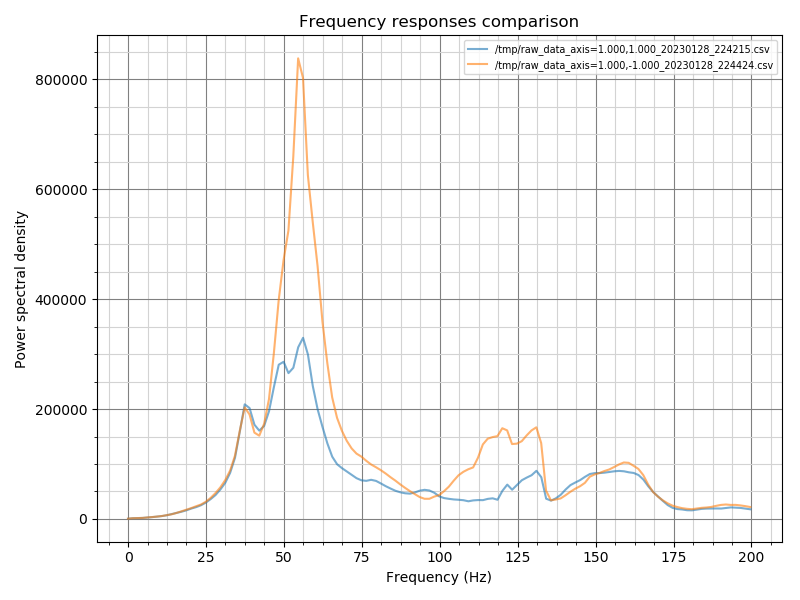 Frequency responses comparison
/tmp/raw_data_axis=1.000,1.000_20230128_224215.csv
/tmp/raw_data_axis=1.000,-1.000_20230128_224424.csv
800000
600000
400000
200000
0
Power spectral density
0 25 50 75 100 125 150 175 200
Frequency (Hz)